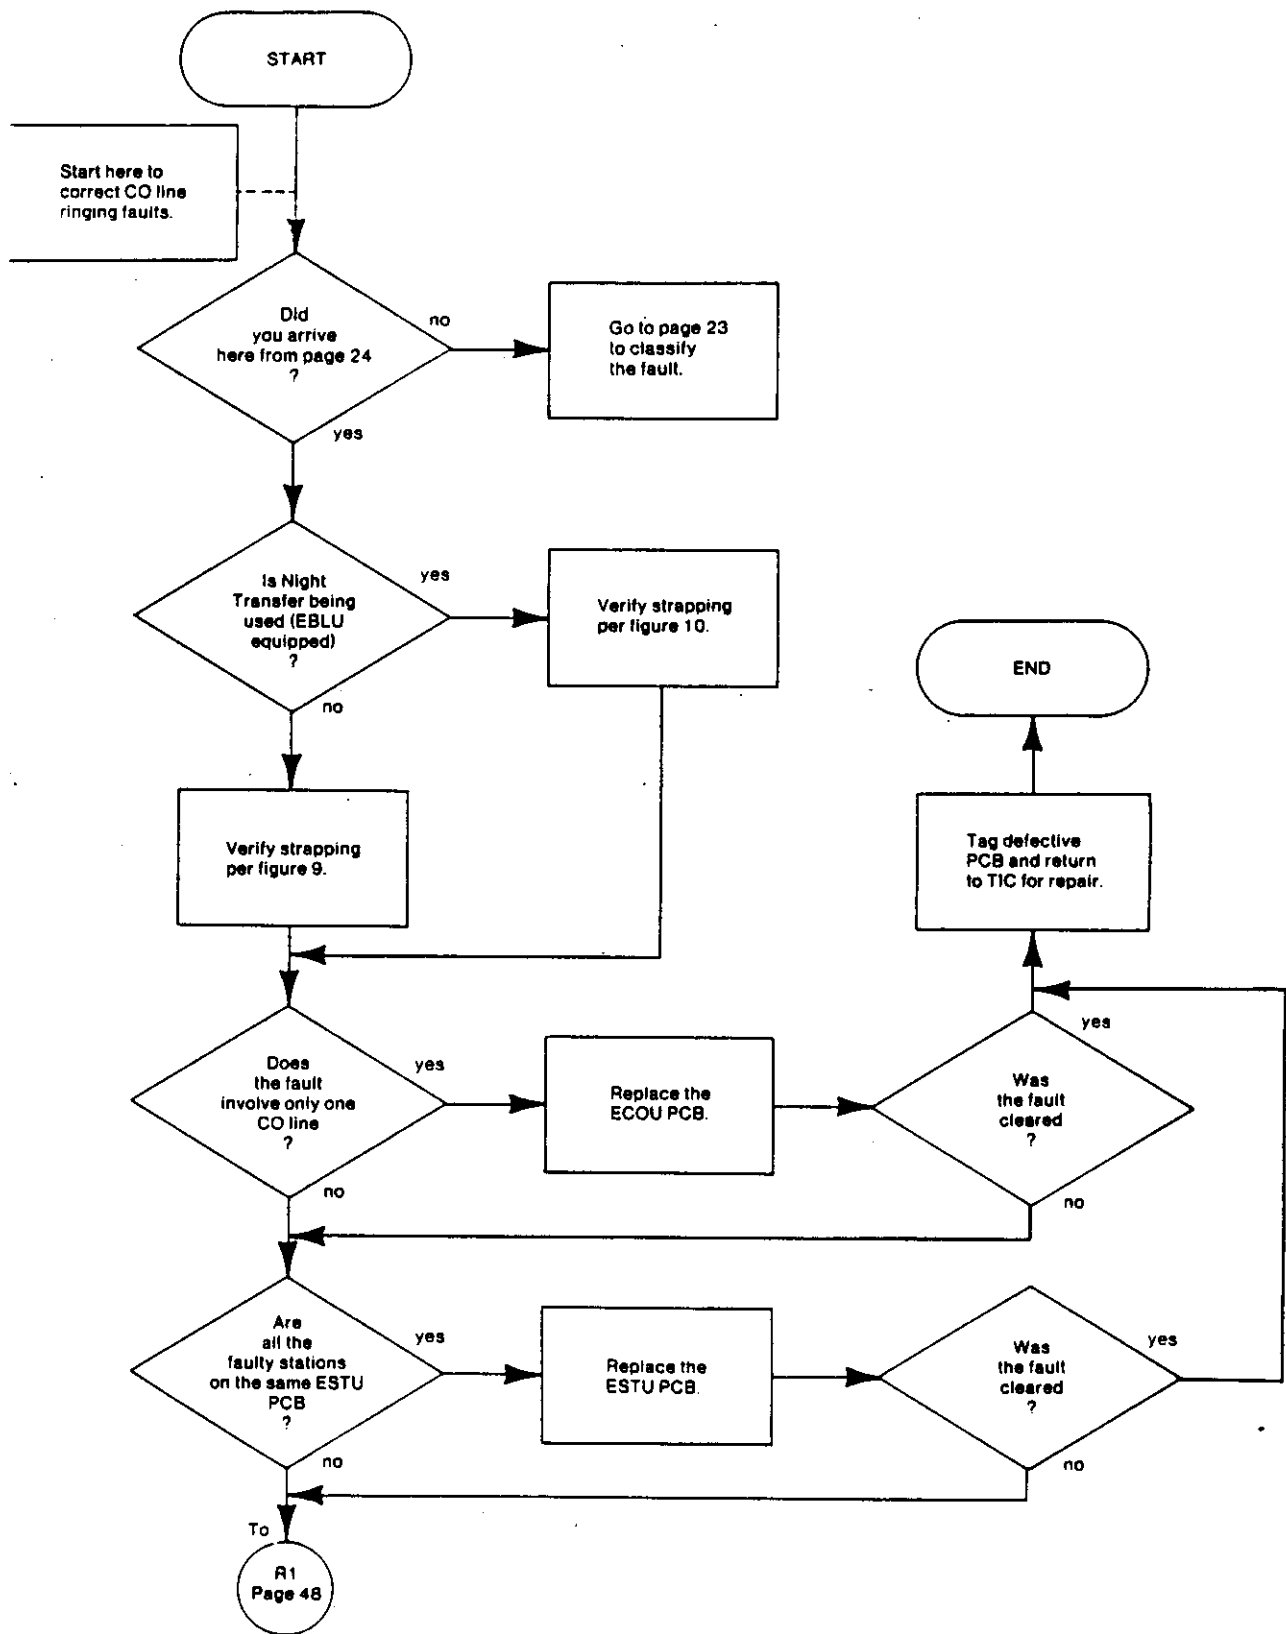 START
Start here to
correct CO line
ringing faults.
Did
you arrive
here from page 24
?
no
Go to page 23
to classify
the fault.
yes
Is Night
Transfer being
used (EBLU
equipped)
?
yes
Verify strapping
per figure 10.
no
END
Verify strapping
per figure 9.
Tag defective
PCB and return
to TIC for repair.
Does
the fault
involve only one
CO line
?
yes
Replace the
ECOU PCB.
Was
the fault
cleared
?
yes
no
no
Are
all the
faulty stations
on the same ESTU
PCB
?
yes
Replace the
ESTU PCB.
Was
the fault
cleared
?
yes
no
no
To
R1
Page 48